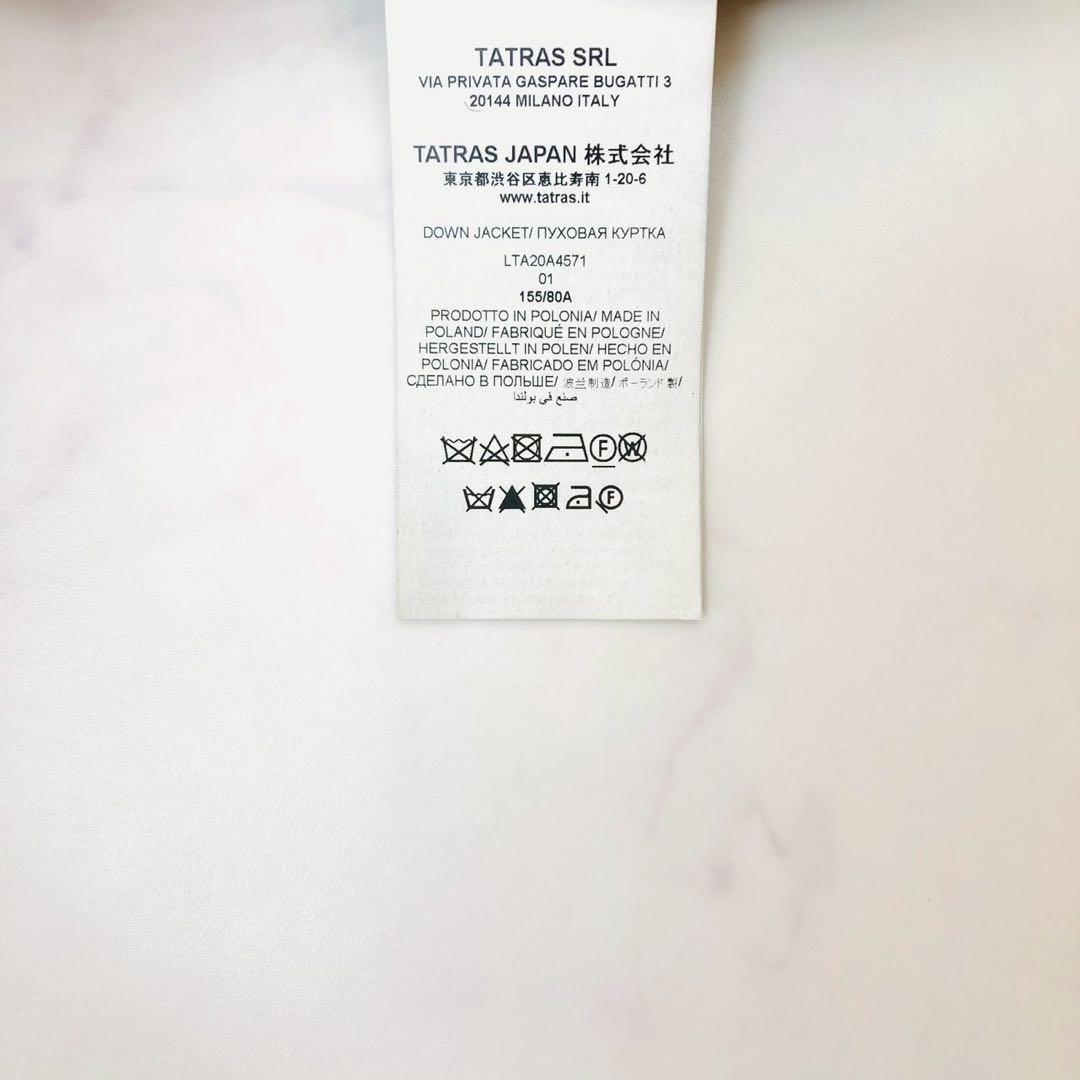 TATRAS SRL
VIA PRIVATA GASPARE BUGATTI 3
20144 MILANO ITALY
TATRAS JAPAN 株式会社
東京都渋谷区恵比寿南 1-20-6
www.tatras.it
DOWN JACKET/ ПУХОВАЯ КУРТКА
LTA20A4571
01
155/80A
PRODOTTO IN POLONIA/ MADE IN
POLAND/ FABRIQUÉ EN POLOGNE/
HERGESTELLT IN POLEN/ HECHO EN
POLONIA/ FABRICADO EM POLÓNIA/
СДЕЛАНО В ПОЛЬШЕ/ 波兰制造/ ポーランド製/
صنع في بولندا
F W
F